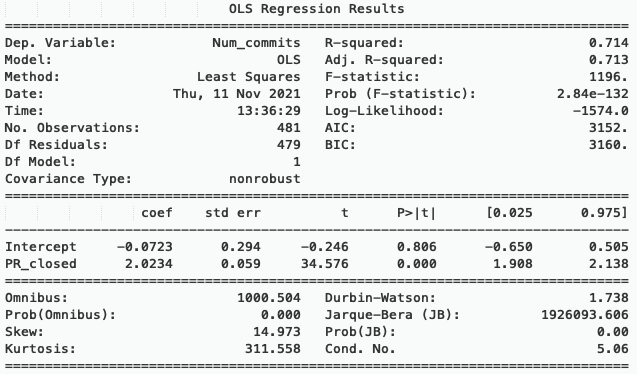 OLS Regression Results
==============================================================================
Dep. Variable: Num_commits R-squared: 0.714
Model: OLS Adj. R-squared: 0.713
Method: Least Squares F-statistic: 1196.
Date: Thu, 11 Nov 2021 Prob (F-statistic): 2.84e-132
Time: 13:36:29 Log-Likelihood: -1574.0
No. Observations: 481 AIC: 3152.
Df Residuals: 479 BIC: 3160.
Df Model: 1
Covariance Type: nonrobust
==============================================================================
coef std err t P>|t| [0.025 0.975]
------------------------------------------------------------------------------
Intercept -0.0723 0.294 -0.246 0.806 -0.650 0.505
PR_closed 2.0234 0.059 34.576 0.000 1.908 2.138
==============================================================================
Omnibus: 1000.504 Durbin-Watson: 1.738
Prob(Omnibus): 0.000 Jarque-Bera (JB): 1926093.606
Skew: 14.973 Prob(JB): 0.00
Kurtosis: 311.558 Cond. No. 5.06
==============================================================================